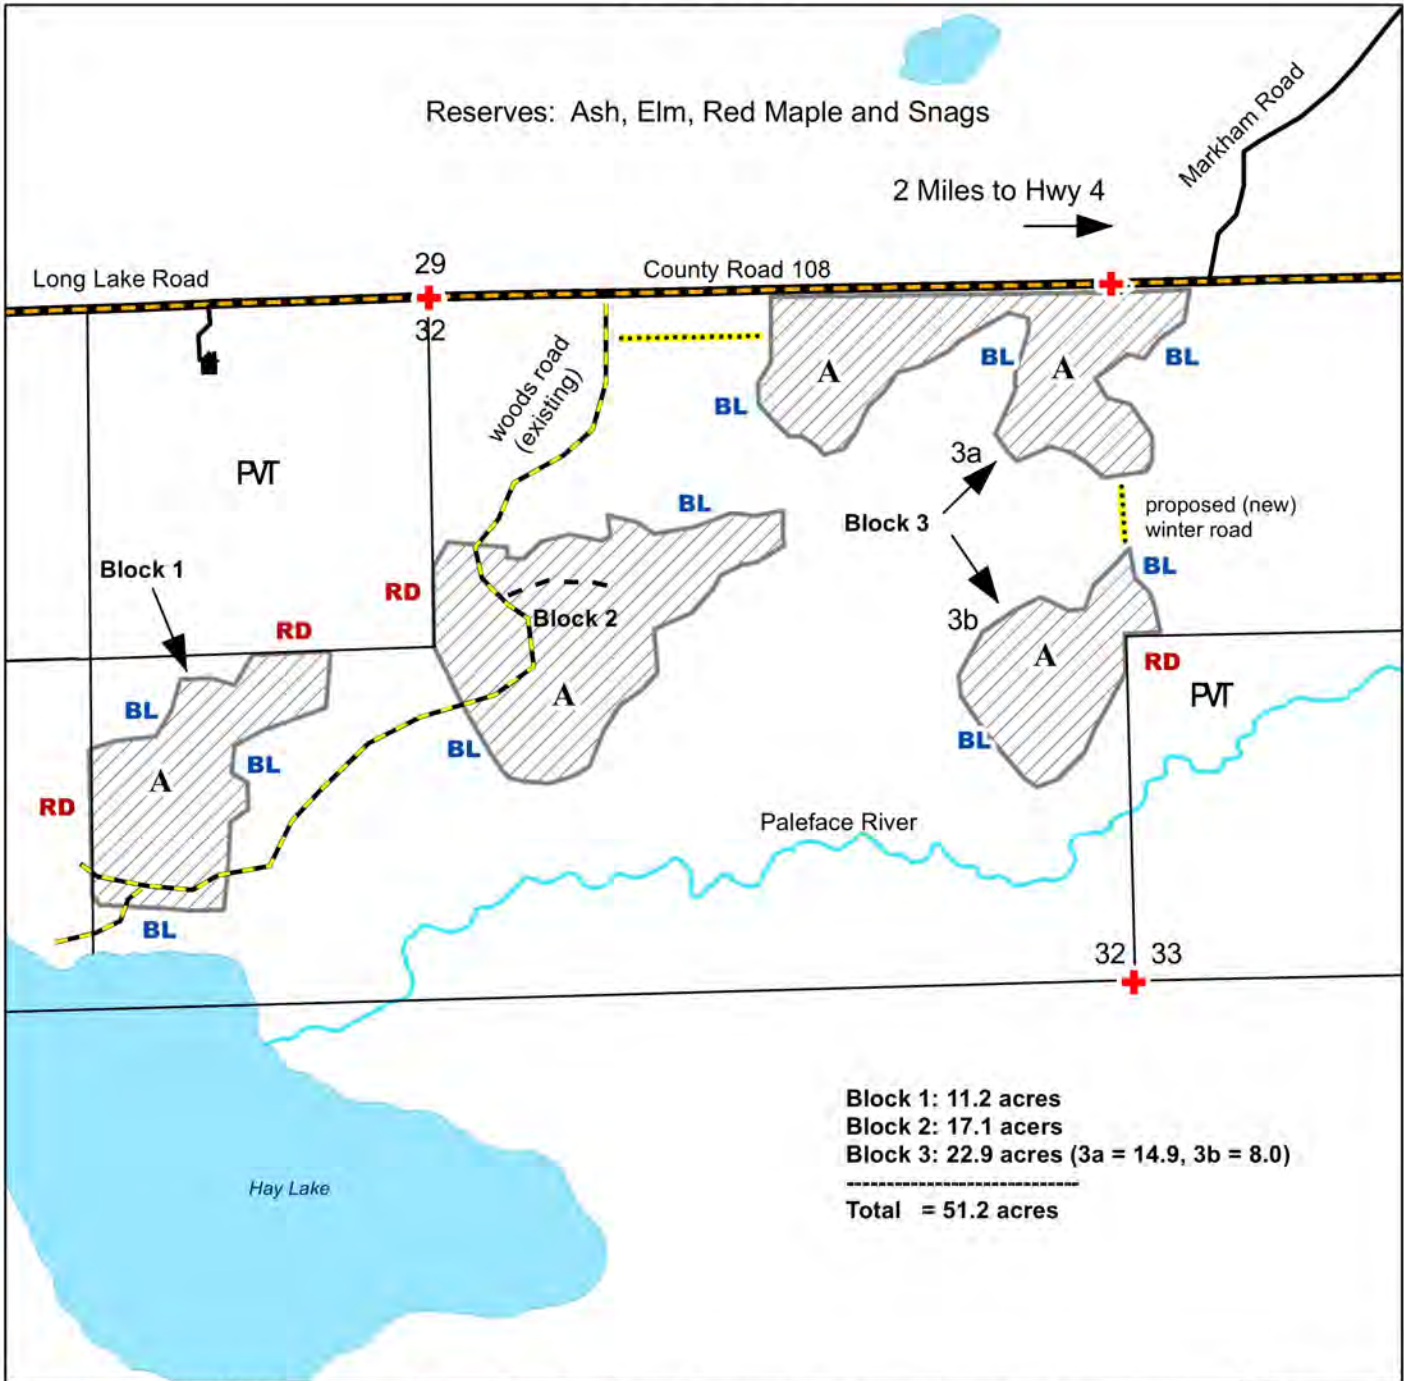 Reserves: Ash, Elm, Red Maple and Snags
Markham Road
2 Miles to Hwy 4
Long Lake Road
29
County Road 108
32
woods road
(existing)
A
BL
A
BL
BL
PVT
3a
BL
Block 3
proposed (new)
winter road
Block 1
BL
RD
Block 2
3b
RD
A
RD
PVT
BL
A
BL
BL
BL
A
RD
Paleface River
BL
32
33
Block 1: 11.2 acres
Block 2: 17.1 acers
Block 3: 22.9 acres (3a = 14.9, 3b = 8.0)
-----------------------------
Total = 51.2 acres
Hay Lake